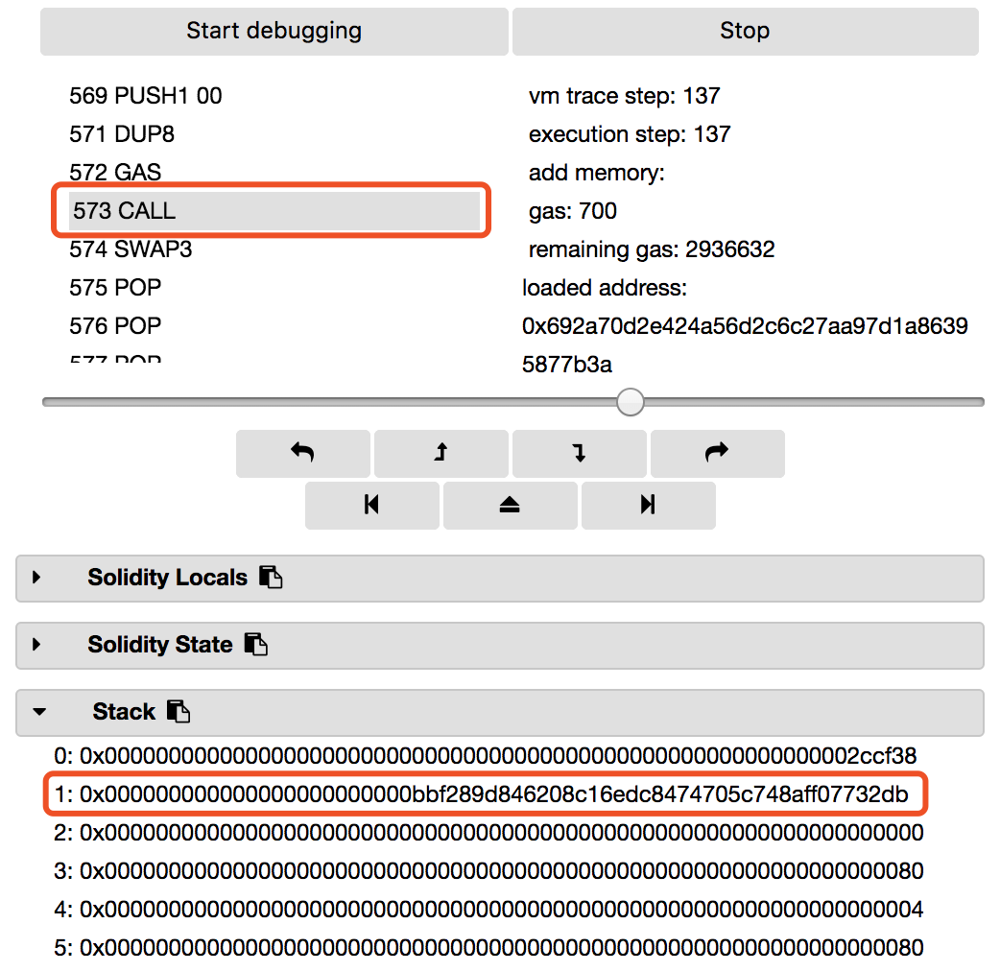 Start debugging
Stop
569 PUSH1 00
571 DUP8
572 GAS
573 CALL
574 SWAP3
575 POP
576 POP
577 POP
vm trace step: 137
execution step: 137
add memory:
gas: 700
remaining gas: 2936632
loaded address:
0x692a70d2e424a56d2c6c27aa97d1a8639
5877b3a
Solidity Locals
Solidity State
Stack
0: 0x00000000000000000000000000000000000000000000000000000000002ccf38
1: 0x000000000000000000000000bbf289d846208c16edc8474705c748aff07732db
2: 0x0000000000000000000000000000000000000000000000000000000000000000
3: 0x0000000000000000000000000000000000000000000000000000000000000080
4: 0x0000000000000000000000000000000000000000000000000000000000000004
5: 0x0000000000000000000000000000000000000000000000000000000000000080